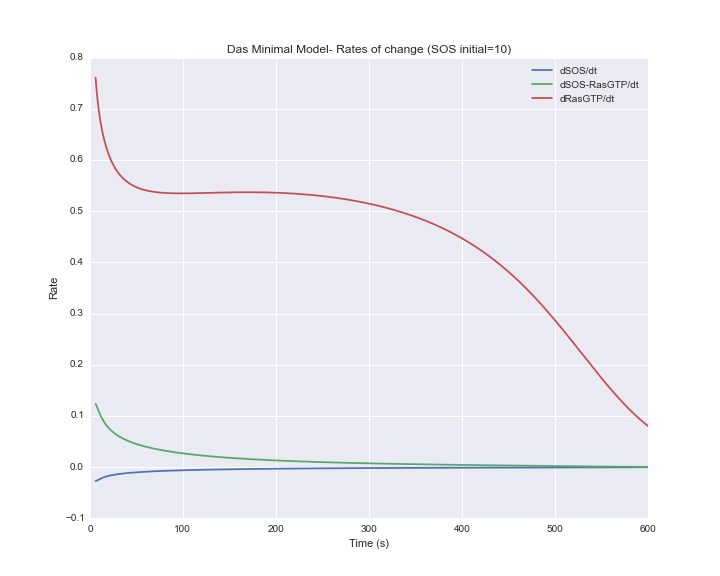 Das Minimal Model- Rates of change (SOS initial=10)
dSOS/dt
dSOS-RasGTP/dt
dRasGTP/dt
0.8
0.7
0.6
0.5
0.4
0.3
0.2
0.1
0.0
−0.1
Rate
0 100 200 300 400 500 600
Time (s)